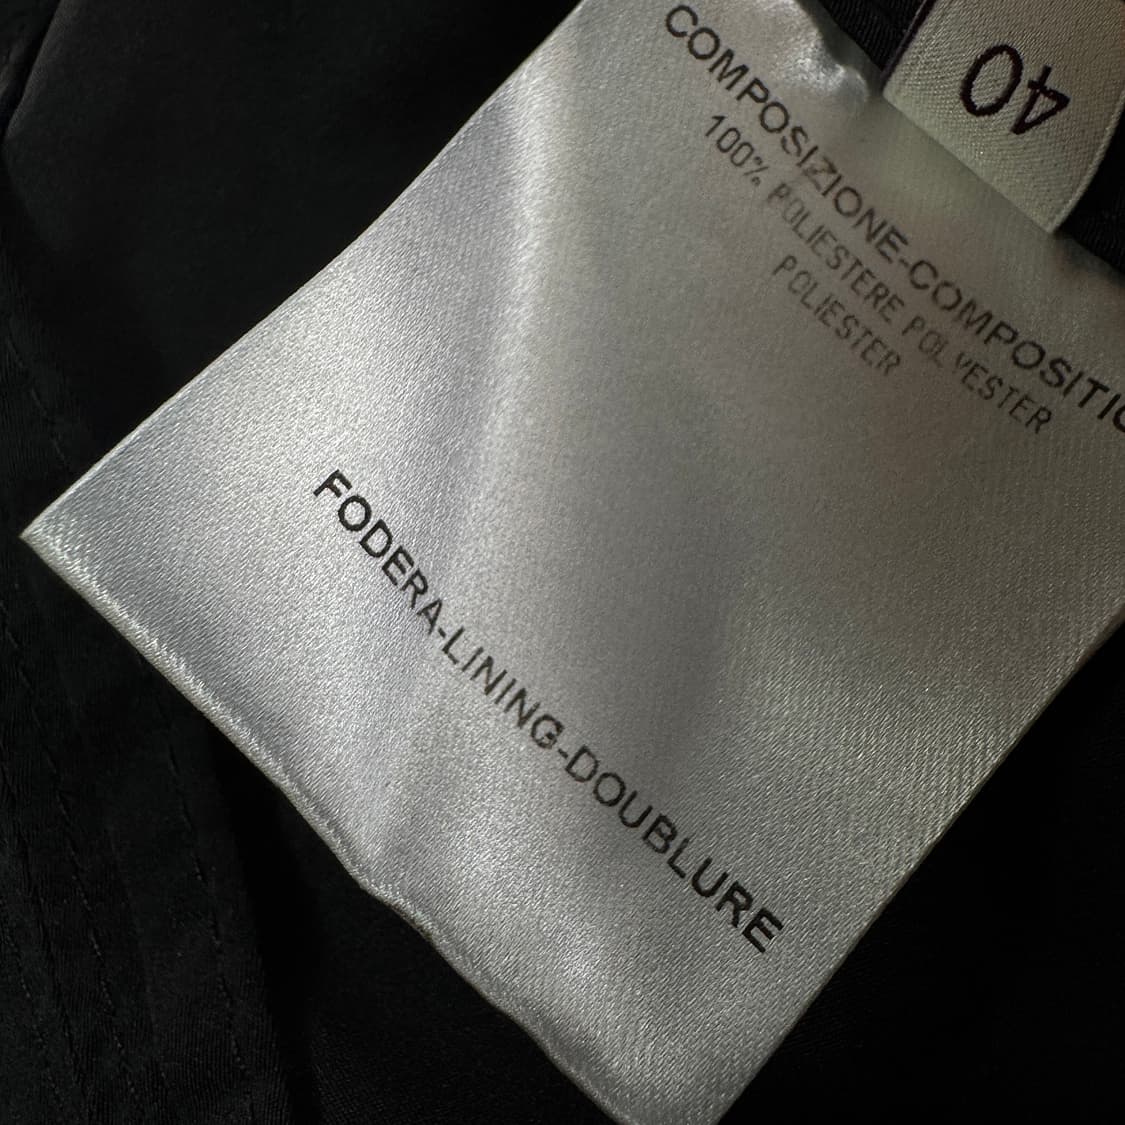 40
COMPOSIZIONE-COMPOSITIO
100% POLIESTERE POLYESTER
POLIESTER
FODERA-LINING-DOUBLURE